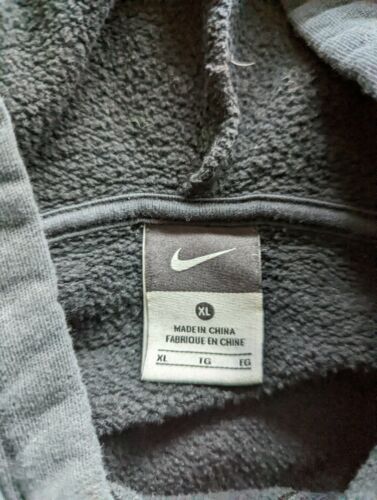 XL
MADE IN CHINA
FABRIQUE EN CHINE
XL TG EG